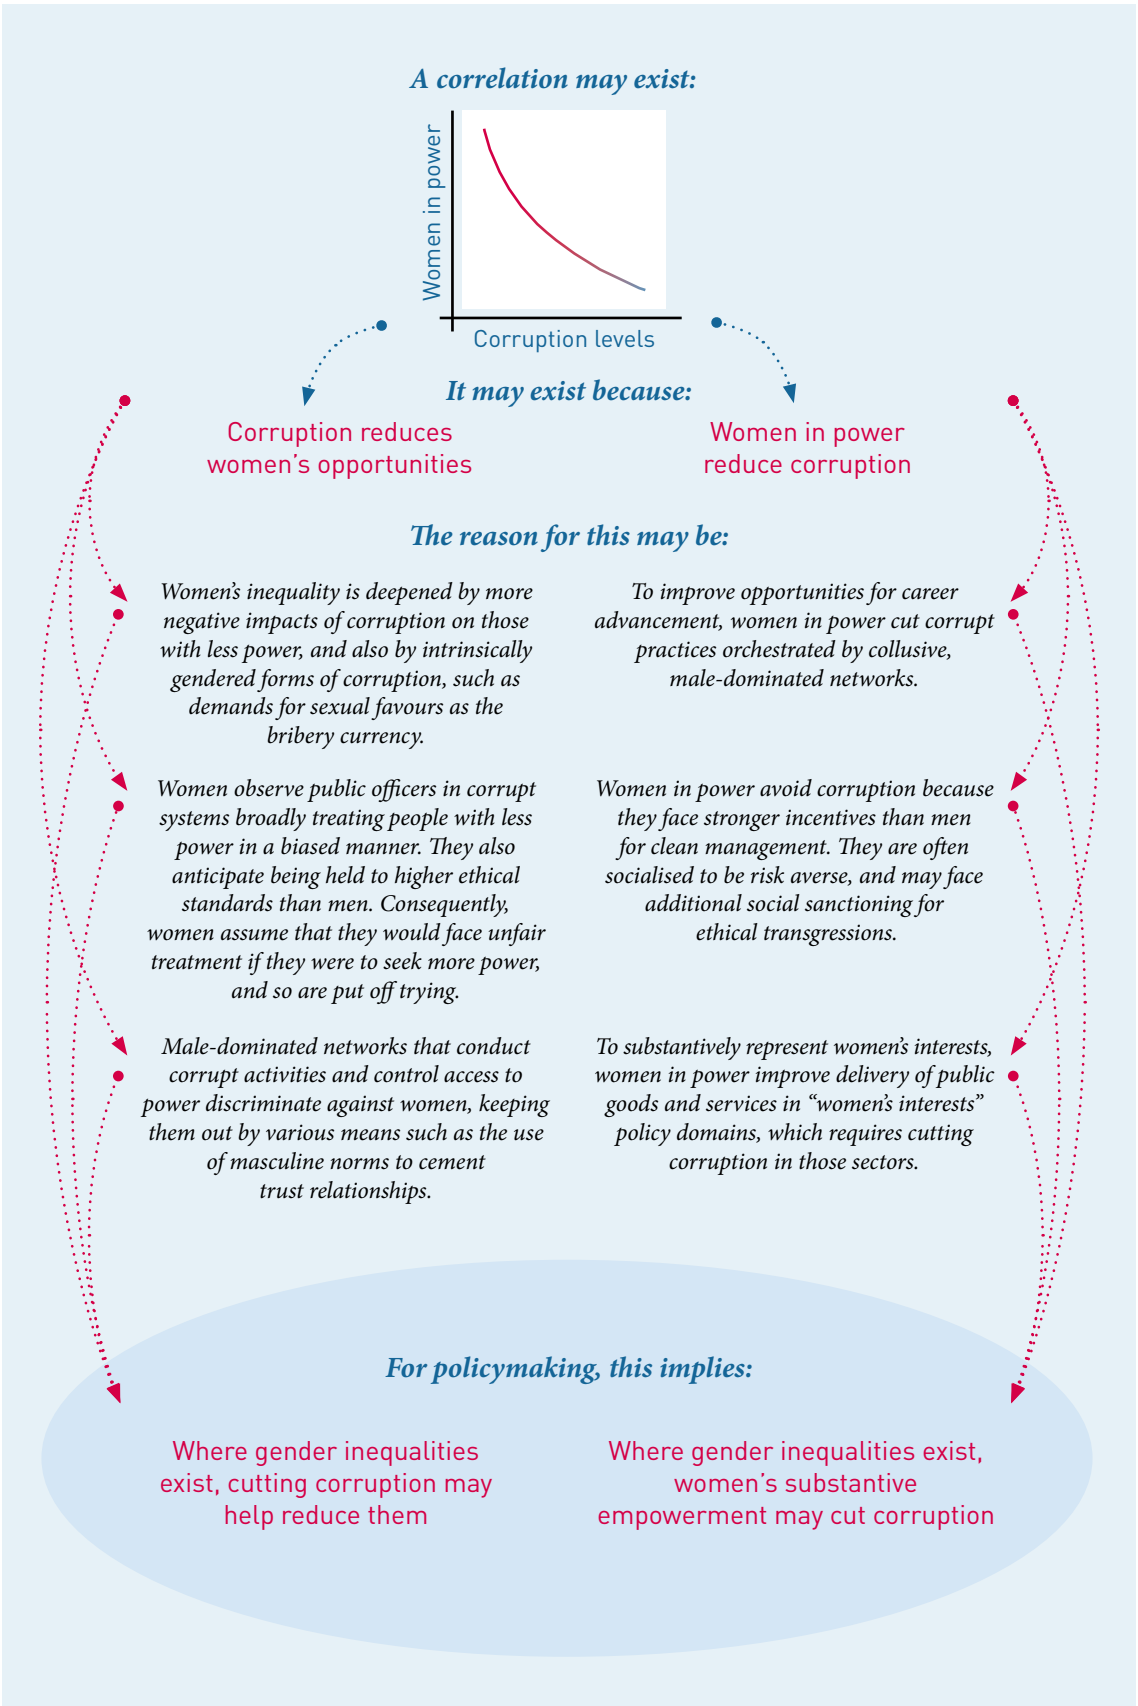 A correlation may exist:
Women in power
Corruption levels
It may exist because:
Corruption reduces
women’s opportunities
Women in power
reduce corruption
The reason for this may be:
Women’s inequality is deepened by more
negative impacts of corruption on those
with less power, and also by intrinsically
gendered forms of corruption, such as
demands for sexual favours as the
bribery currency.
To improve opportunities for career
advancement, women in power cut corrupt
practices orchestrated by collusive,
male-dominated networks.
Women observe public officers in corrupt
systems broadly treating people with less
power in a biased manner. They also
anticipate being held to higher ethical
standards than men. Consequently,
women assume that they would face unfair
treatment if they were to seek more power,
and so are put off trying.
Women in power avoid corruption because
they face stronger incentives than men
for clean management. They are often
socialised to be risk averse, and may face
additional social sanctioning for
ethical transgressions.
Male-dominated networks that conduct
corrupt activities and control access to
power discriminate against women, keeping
them out by various means such as the use
of masculine norms to cement
trust relationships.
To substantively represent women’s interests,
women in power improve delivery of public
goods and services in “women’s interests”
policy domains, which requires cutting
corruption in those sectors.
For policymaking, this implies:
Where gender inequalities
exist, cutting corruption may
help reduce them
Where gender inequalities exist,
women’s substantive
empowerment may cut corruption